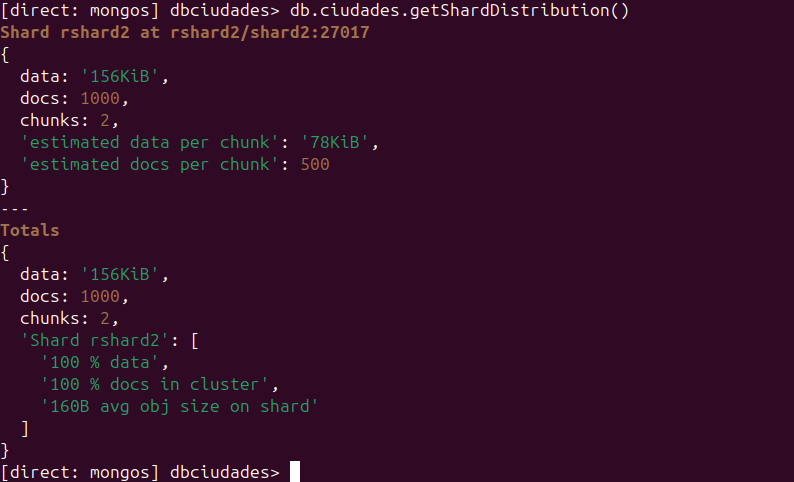 [direct: mongos] dbciudades> db.ciudades.getShardDistribution()
Shard rshard2 at rshard2/shard2:27017
{
  data: '156KiB',
  docs: 1000,
  chunks: 2,
  'estimated data per chunk': '78KiB',
  'estimated docs per chunk': 500
}
---
Totals
{
  data: '156KiB',
  docs: 1000,
  chunks: 2,
  'Shard rshard2': [
    '100 % data',
    '100 % docs in cluster',
    '160B avg obj size on shard'
  ]
}
[direct: mongos] dbciudades>